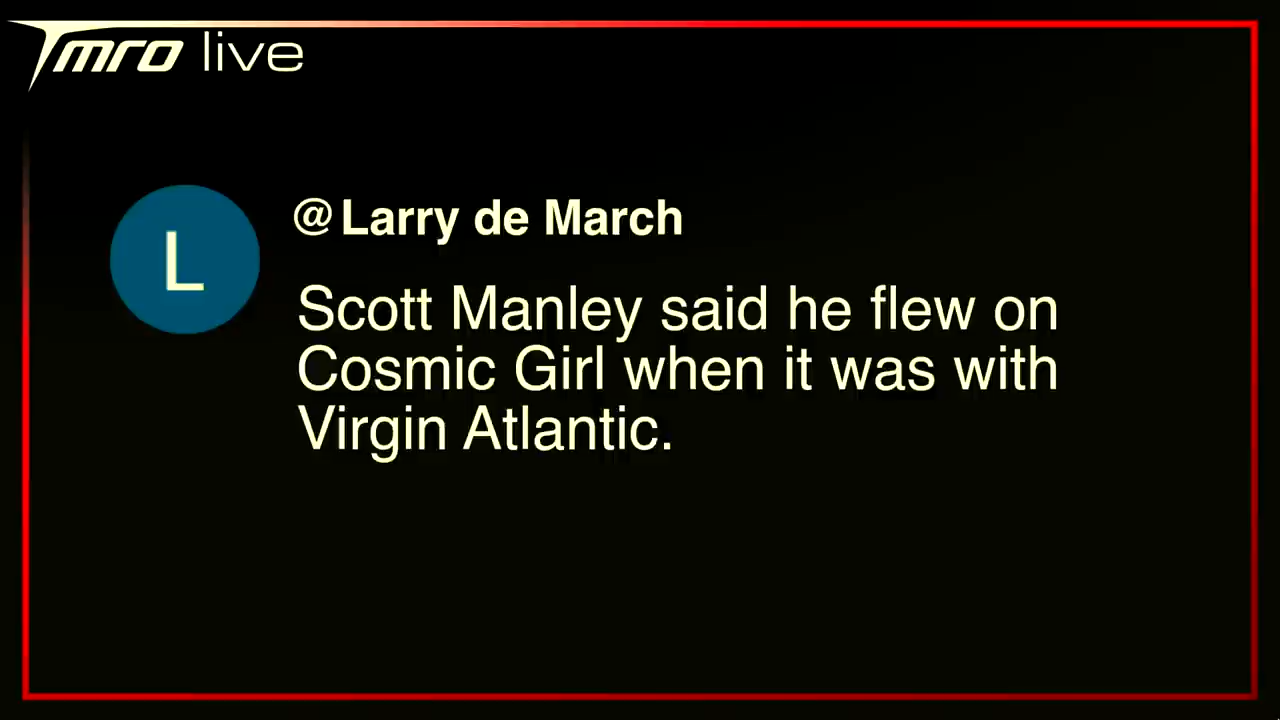 Tmro live
L
@Larry de March
Scott Manley said he flew on
Cosmic Girl when it was with
Virgin Atlantic.